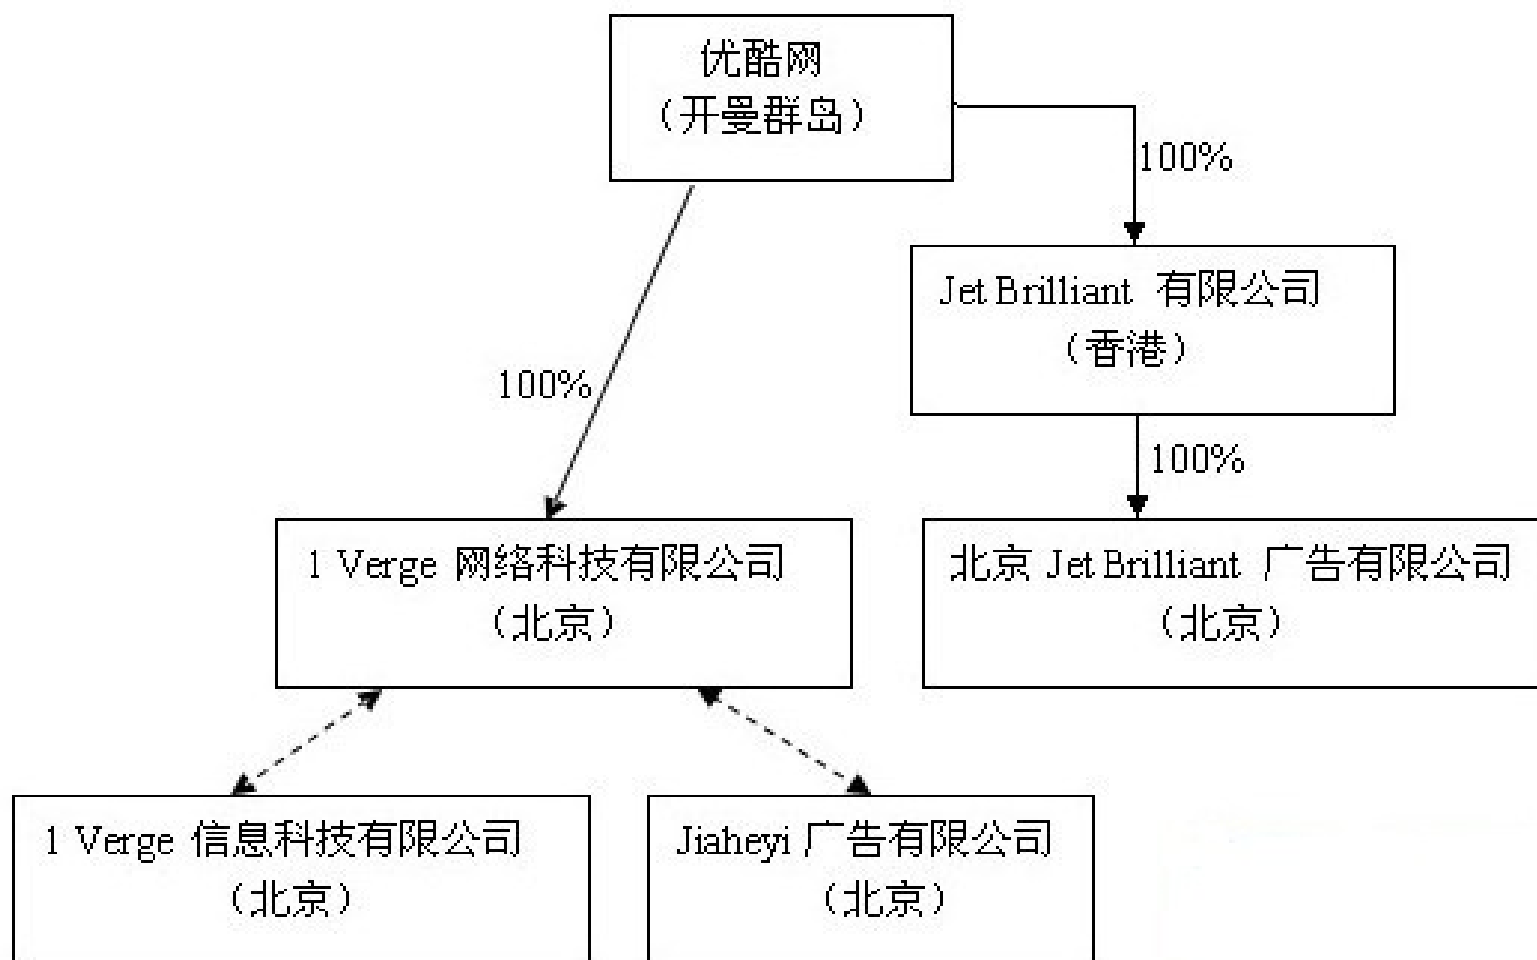 优酷网
（开曼群岛）
100%
Jet Brilliant 有限公司
（香港）
100%
100%
1 Verge 网络科技有限公司
（北京）
北京 Jet Brilliant 广告有限公司
（北京）
1 Verge 信息科技有限公司
（北京）
Jiaheyi 广告有限公司
（北京）